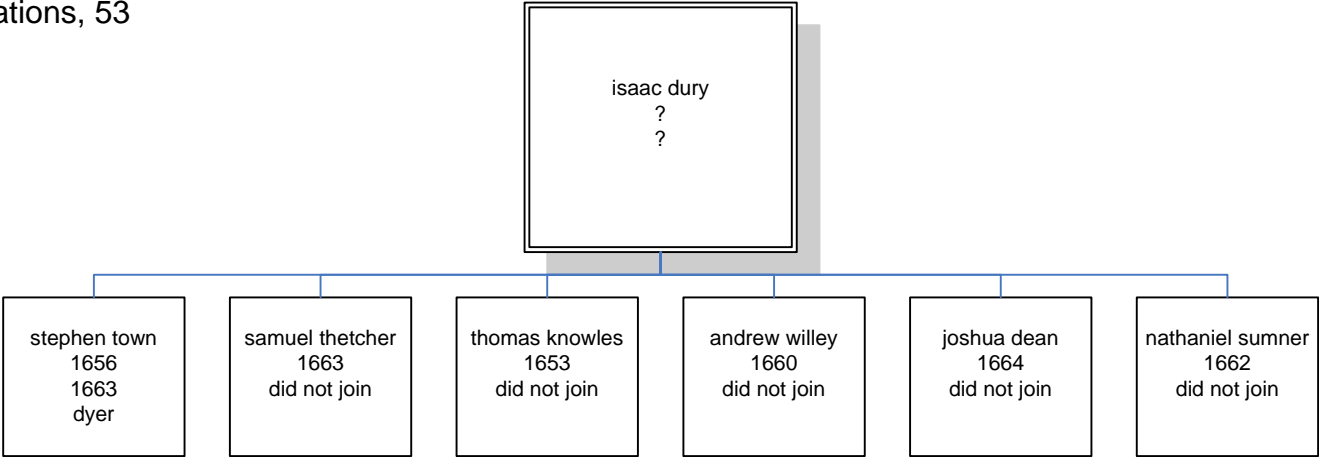 ations, 53
isaac dury
?
?
stephen town
1656
1663
dyer
samuel thetcher
1663
did not join
thomas knowles
1653
did not join
andrew willey
1660
did not join
joshua dean
1664
did not join
nathaniel sumner
1662
did not join